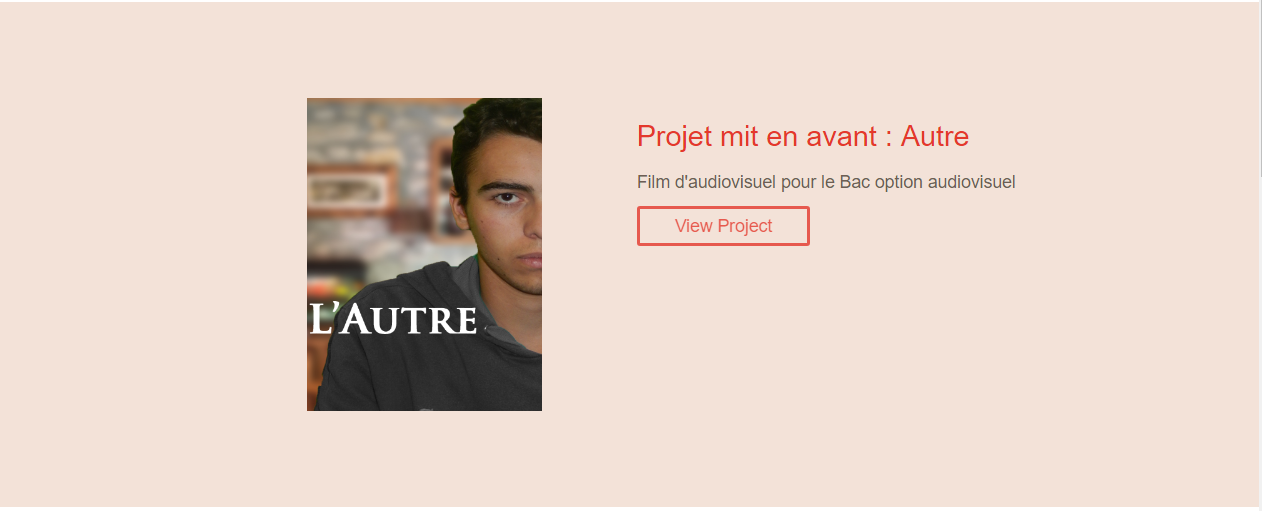 Projet mit en avant : Autre
Film d'audiovisuel pour le Bac option audiovisuel
View Project
L'AUTRE